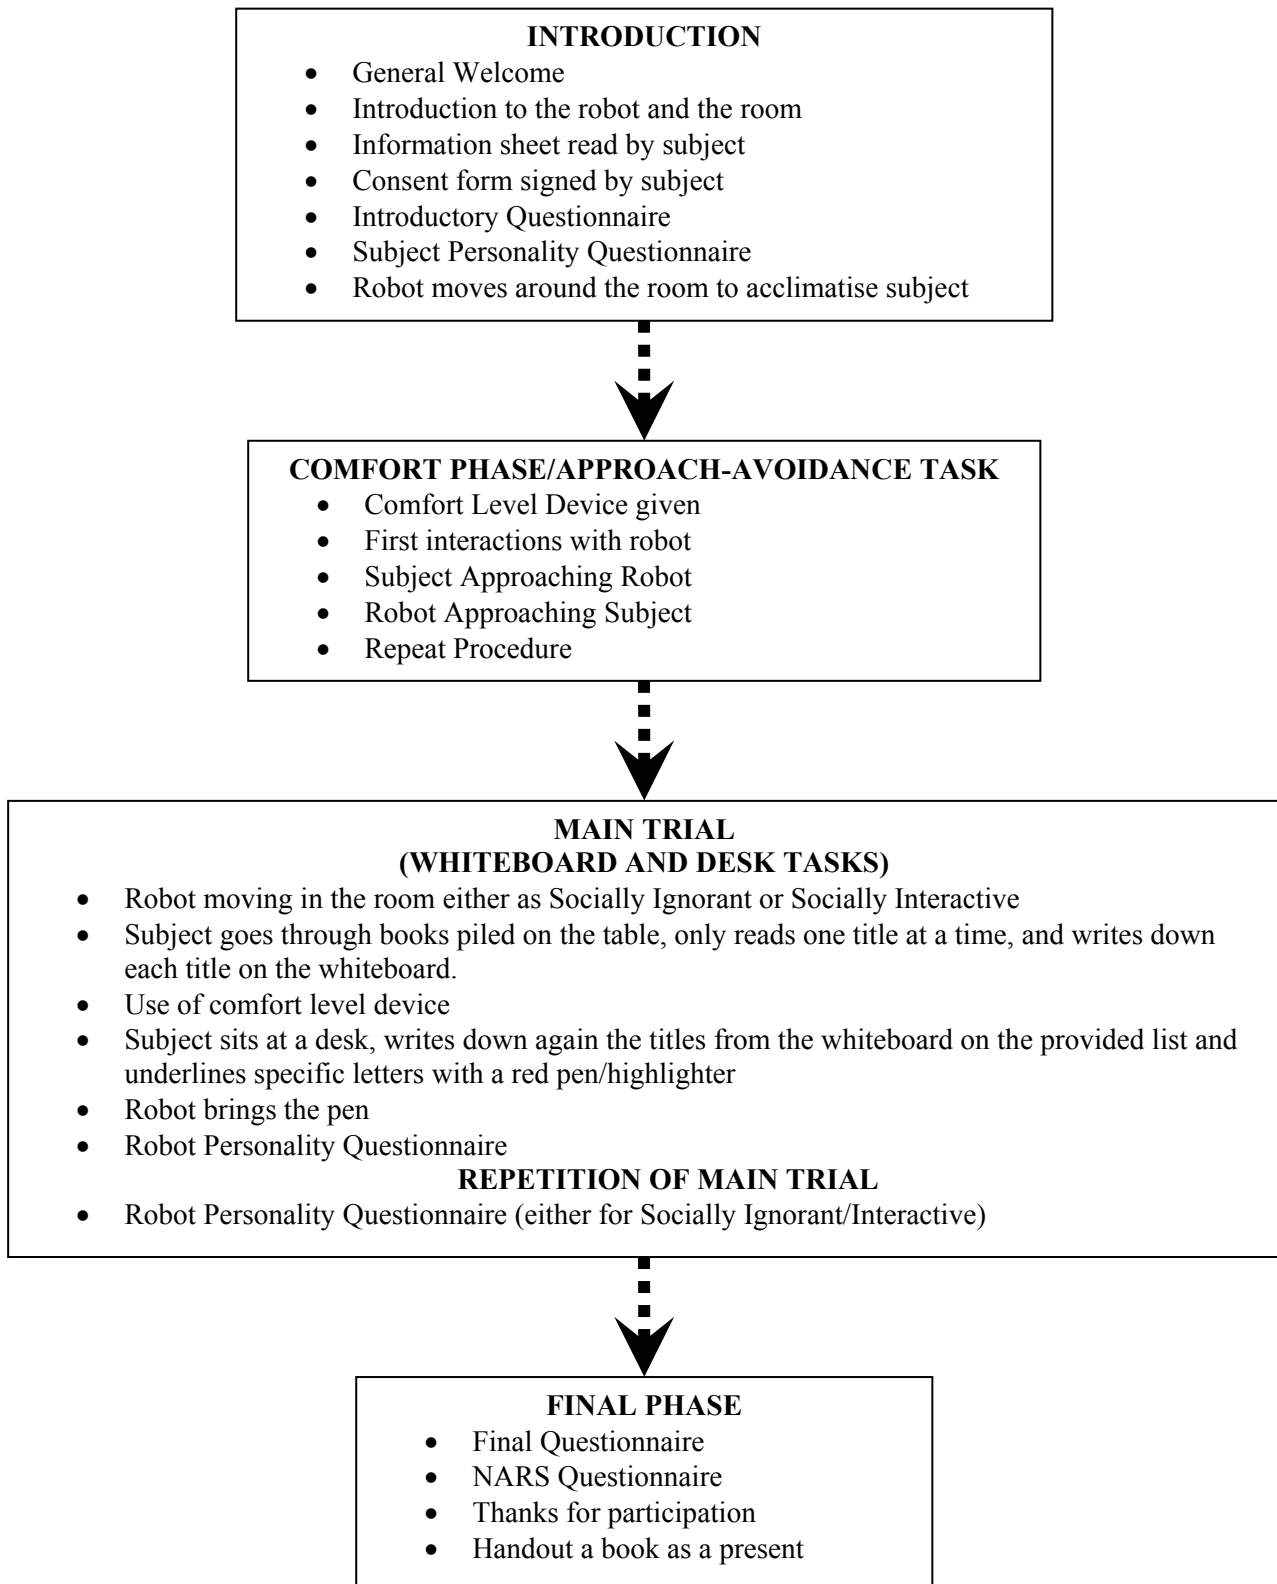 INTRODUCTION
• General Welcome
• Introduction to the robot and the room
• Information sheet read by subject
• Consent form signed by subject
• Introductory Questionnaire
• Subject Personality Questionnaire
• Robot moves around the room to acclimatise subject
COMFORT PHASE/APPROACH-AVOIDANCE TASK
• Comfort Level Device given
• First interactions with robot
• Subject Approaching Robot
• Robot Approaching Subject
• Repeat Procedure
MAIN TRIAL
(WHITEBOARD AND DESK TASKS)
• Robot moving in the room either as Socially Ignorant or Socially Interactive
• Subject goes through books piled on the table, only reads one title at a time, and writes down
each title on the whiteboard.
• Use of comfort level device
• Subject sits at a desk, writes down again the titles from the whiteboard on the provided list and
underlines specific letters with a red pen/highlighter
• Robot brings the pen
• Robot Personality Questionnaire
REPETITION OF MAIN TRIAL
• Robot Personality Questionnaire (either for Socially Ignorant/Interactive)
FINAL PHASE
• Final Questionnaire
• NARS Questionnaire
• Thanks for participation
• Handout a book as a present